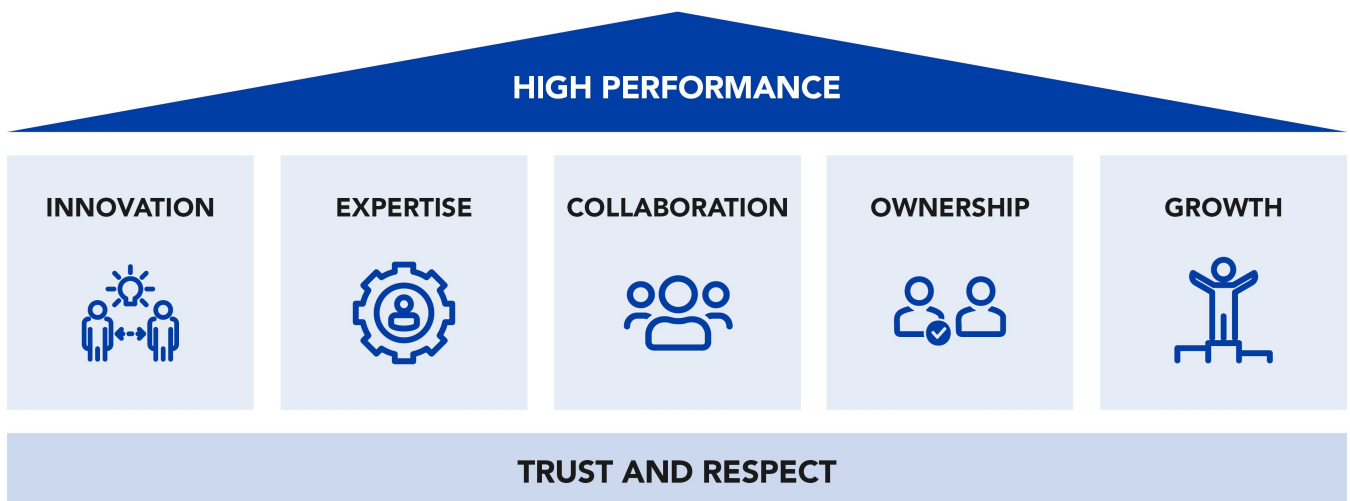 HIGH PERFORMANCE
INNOVATION
EXPERTISE
COLLABORATION
OWNERSHIP
GROWTH
TRUST AND RESPECT